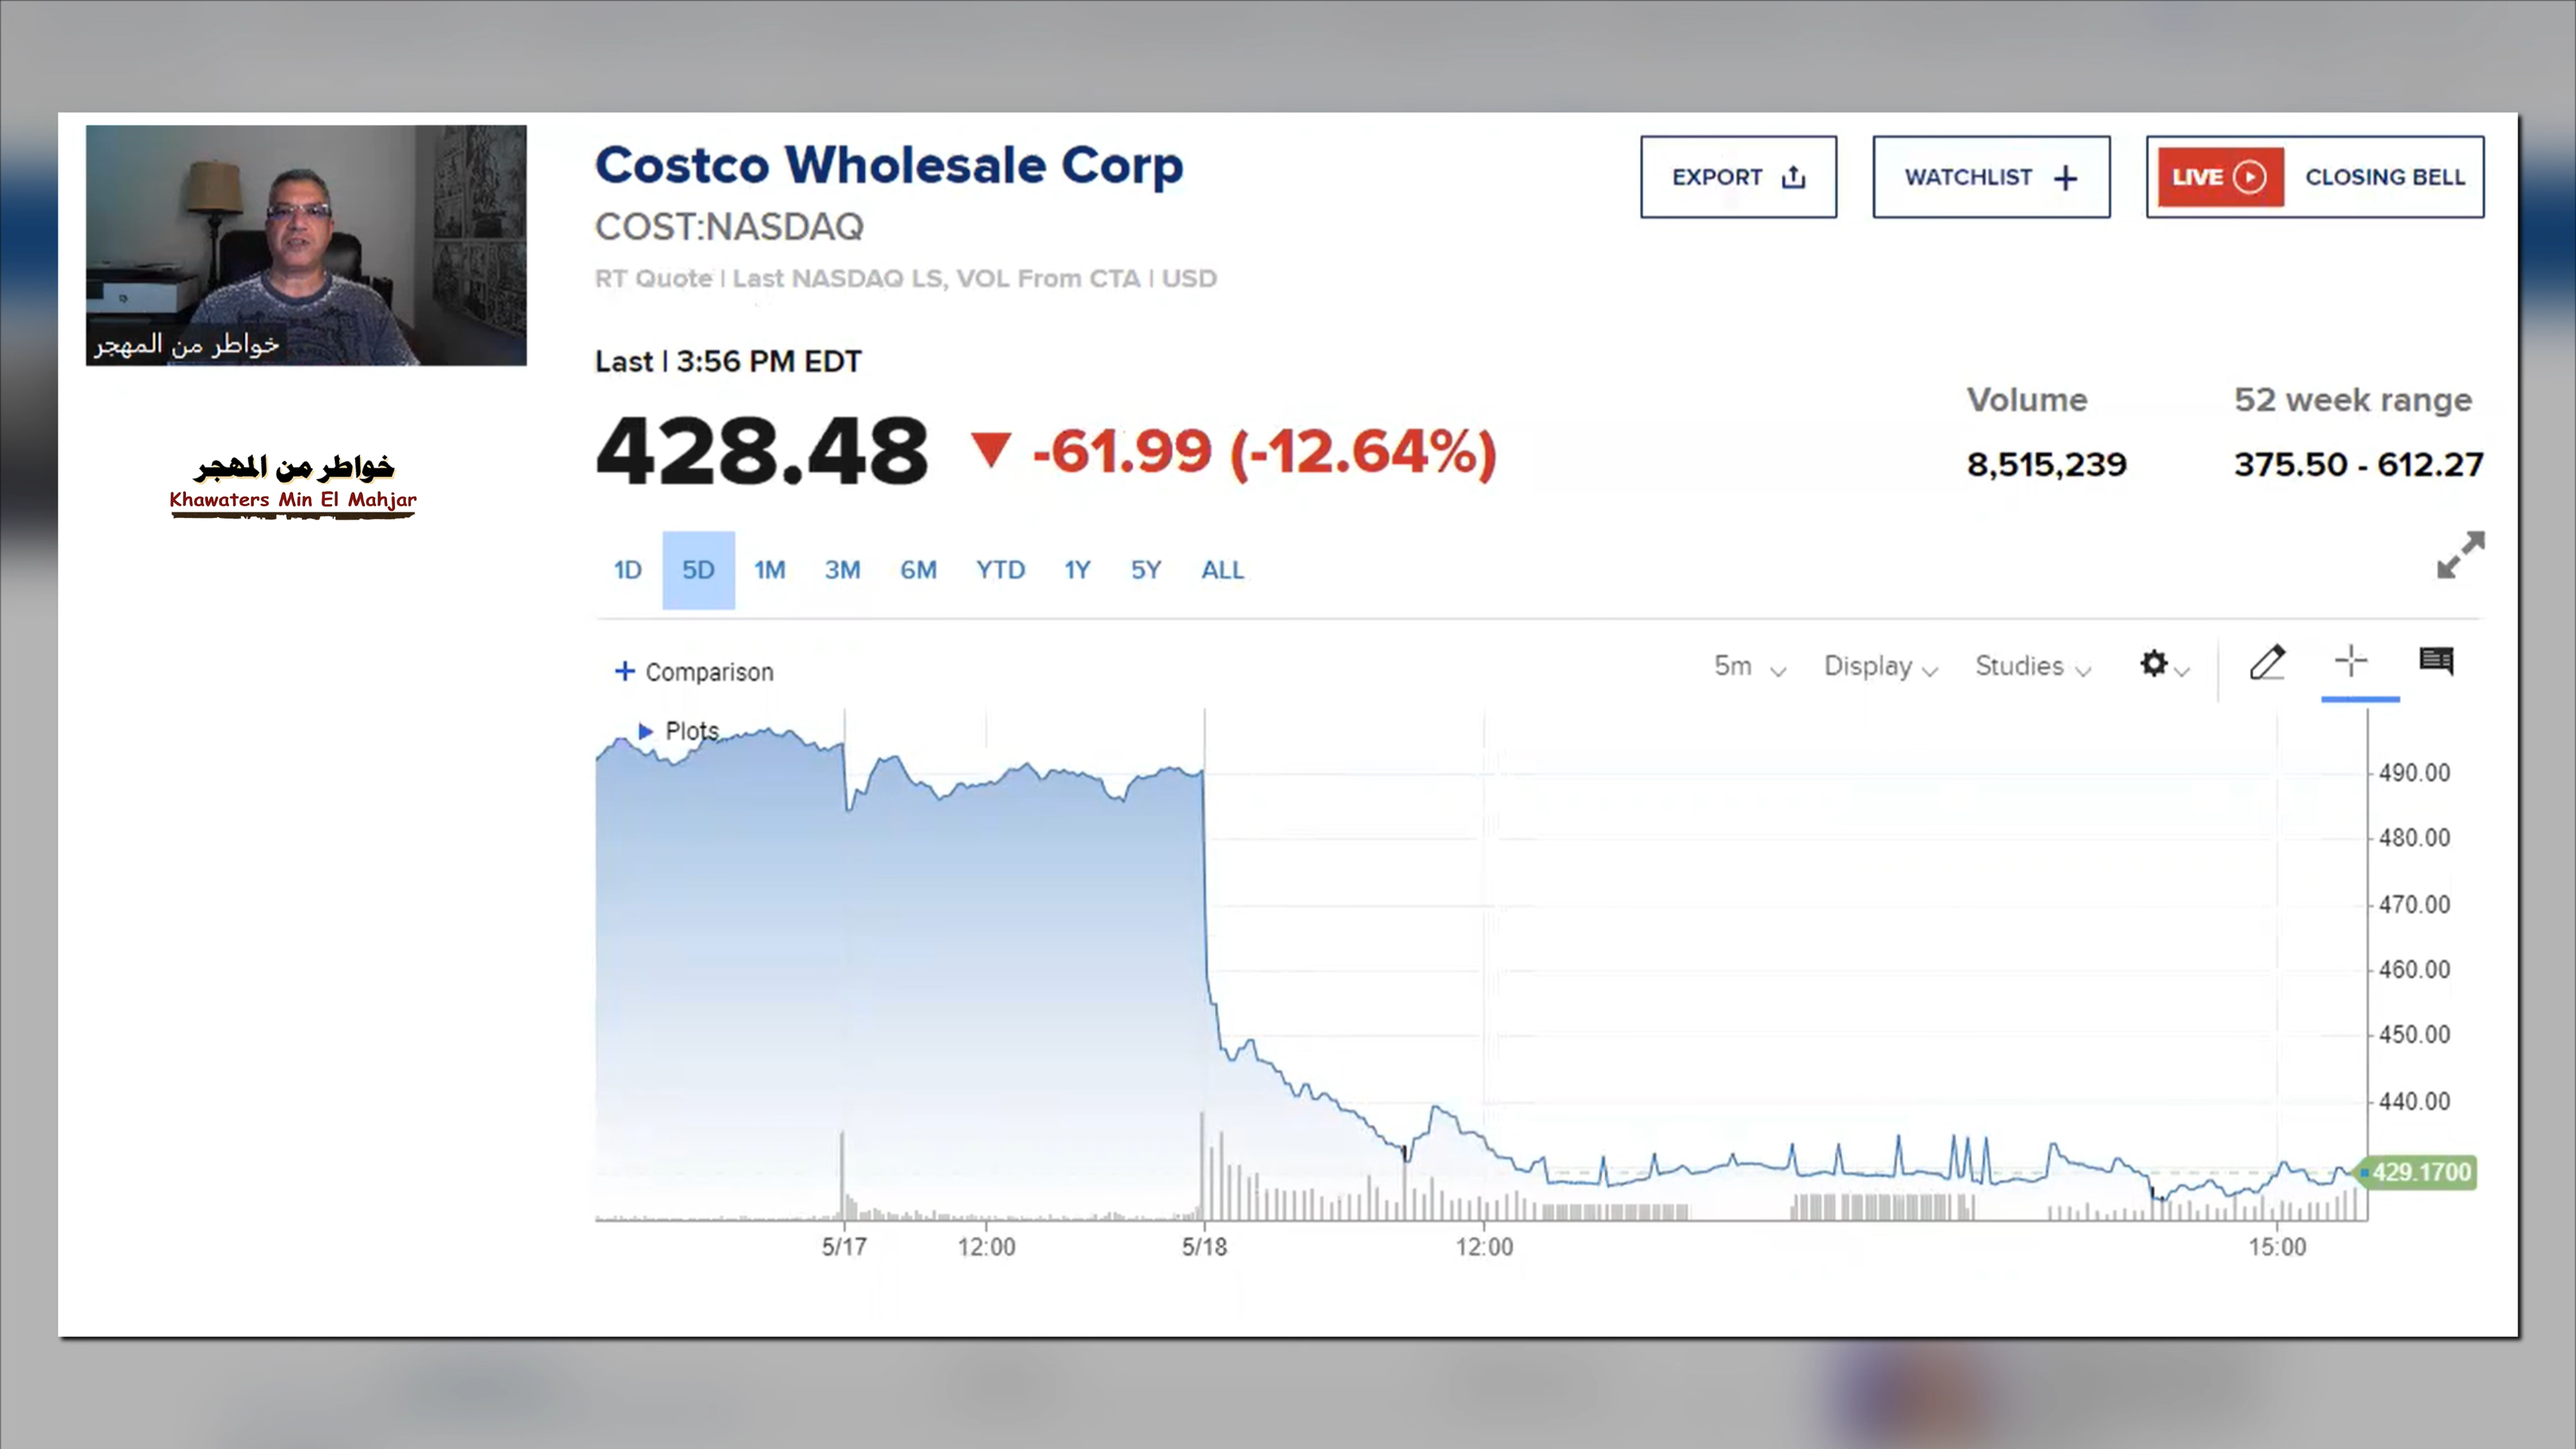 خواطر من المهجر
خواطر من المهجر
Khawaters Min El Mahjar
Costco Wholesale Corp
COST:NASDAQ
RT Quote | Last NASDAQ LS, VOL From CTA | USD
EXPORT
WATCHLIST +
LIVE CLOSING BELL
Last | 3:56 PM EDT
428.48 ▼ -61.99 (-12.64%)
Volume
8,515,239
52 week range
375.50 - 612.27
1D 5D 1M 3M 6M YTD 1Y 5Y ALL
+ Comparison
5m Display Studies
Plots
490.00
480.00
470.00
460.00
450.00
440.00
429.1700
5/17 12:00 5/18 12:00 15:00